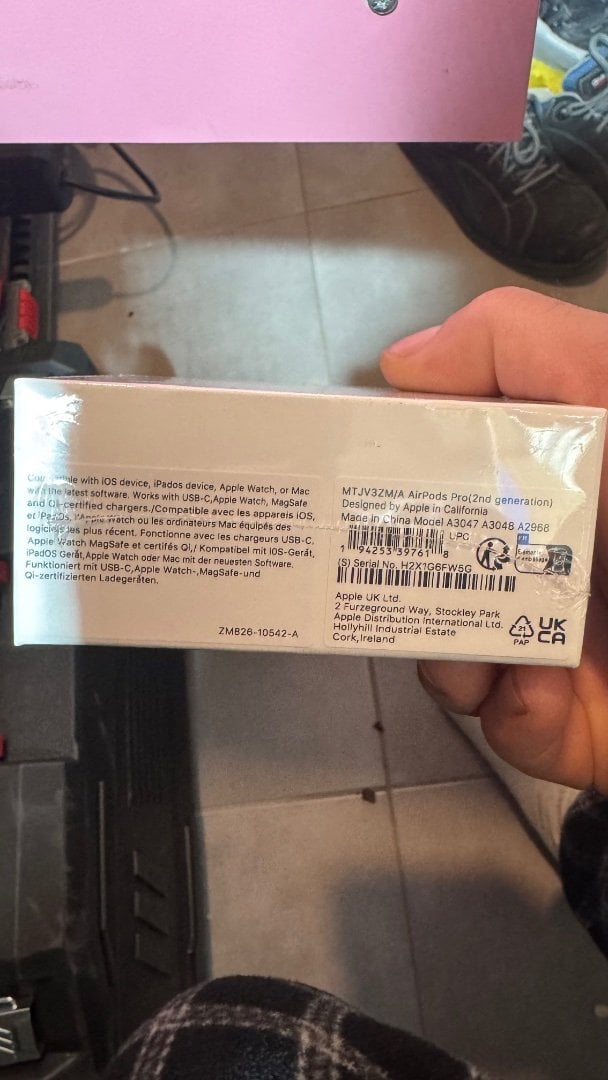 Compatible with iOS device, iPados device, Apple Watch, or Mac
with the latest software. Works with USB-C,Apple Watch, MagSafe
and Qi-certified chargers./Compatible avec les appareis iOS,
et iPadOs, l'Apple Watch ou les ordinateurs Mac équipés des
logiciels les plus récent. Fonctionne avec les chargeurs USB-C.
Apple Watch MagSafe et certifés Qi,/ Kompatibel mit IOS-Gerät,
iPadOS Gerät,Apple Watch oder Mac mit der neuesten Software.
Funktioniert mit USB-C,Apple Watch-,MagSafe-und
Qi-zertifizierten Ladegeräten.
ZM826-10542-A
MTJV3ZM/A AirPods Pro(2nd generation)
Designed by Apple in California
Made in China Model A3047 A3048 A2968
UPC
1 94253 39761 8
FR
(S) Serial No. H2X1G6FW5G
Apple UK Ltd.
2 Furzeground Way, Stockley Park
Apple Distribution International Ltd.
Hollyhill Industrial Estate
Cork,Ireland
21
PAP
UK
CA